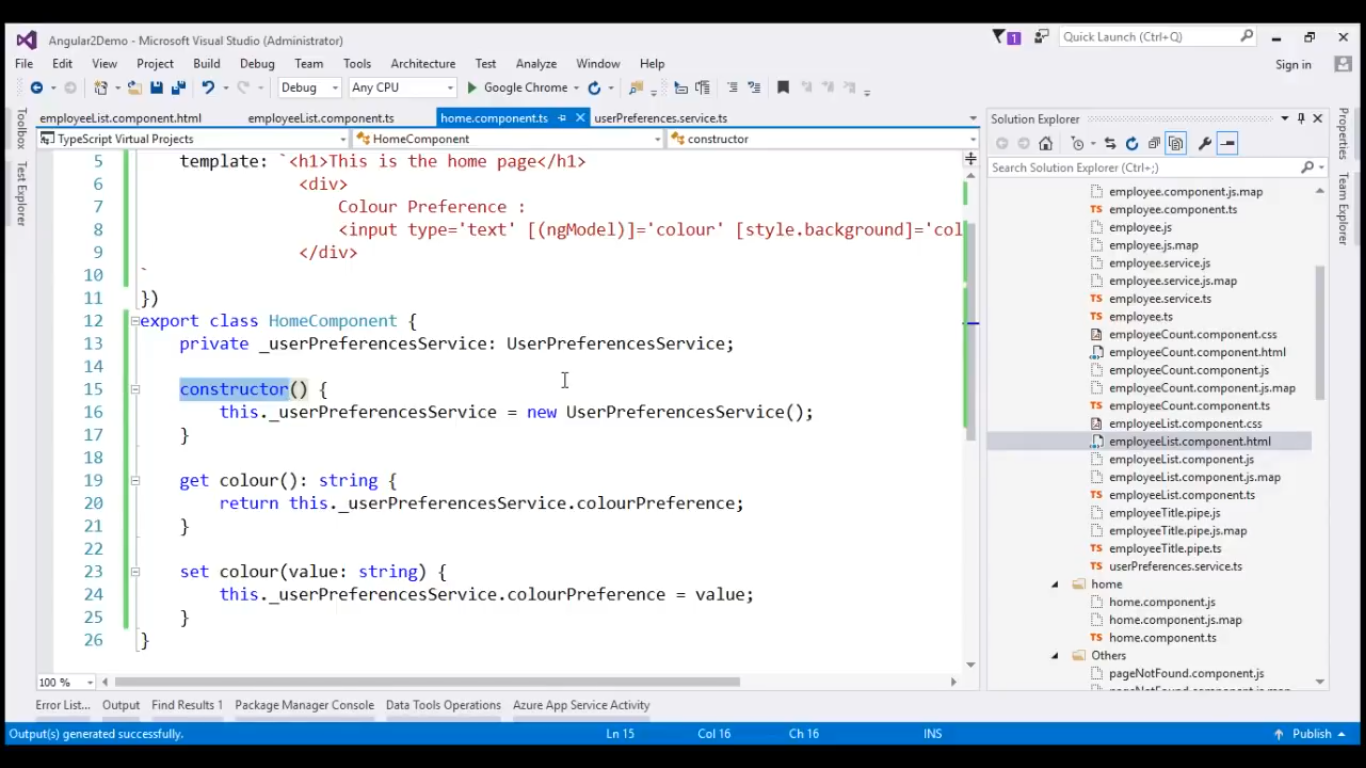 Angular2Demo - Microsoft Visual Studio (Administrator)
1
Quick Launch (Ctrl+Q)
File Edit View Project Build Debug Team Tools Architecture Test Analyze Window Help
Sign in
Debug Any CPU Google Chrome
employeeList.component.html employeeList.component.ts home.component.ts userPreferences.service.ts
TypeScript Virtual Projects HomeComponent constructor
Toolbox
Test Explorer
5 template: `<h1>This is the home page</h1>
6 <div>
7 Colour Preference :
8 <input type='text' [(ngModel)]='colour' [style.background]='col
9 </div>
10 `
11 })
12 export class HomeComponent {
13 private _userPreferencesService: UserPreferencesService;
14
15 constructor() {
16 this._userPreferencesService = new UserPreferencesService();
17 }
18
19 get colour(): string {
20 return this._userPreferencesService.colourPreference;
21 }
22
23 set colour(value: string) {
24 this._userPreferencesService.colourPreference = value;
25 }
26 }
100 %
Solution Explorer
Search Solution Explorer (Ctrl+;)
employee.component.js.map
employee.component.ts
employee.js
employee.js.map
employee.service.js
employee.service.js.map
TS employee.service.ts
TS employee.ts
employeeCount.component.css
employeeCount.component.html
employeeCount.component.js
employeeCount.component.js.map
TS employeeCount.component.ts
employeeList.component.css
employeeList.component.html
employeeList.component.js
employeeList.component.js.map
TS employeeList.component.ts
employeeTitle.pipe.js
employeeTitle.pipe.js.map
TS employeeTitle.pipe.ts
TS userPreferences.service.ts
home
home.component.js
home.component.js.map
TS home.component.ts
Others
pageNotFound.component.js
Properties
Team Explorer
Error List... Output Find Results 1 Package Manager Console Data Tools Operations Azure App Service Activity
Output(s) generated successfully. Ln 15 Col 16 Ch 16 INS Publish